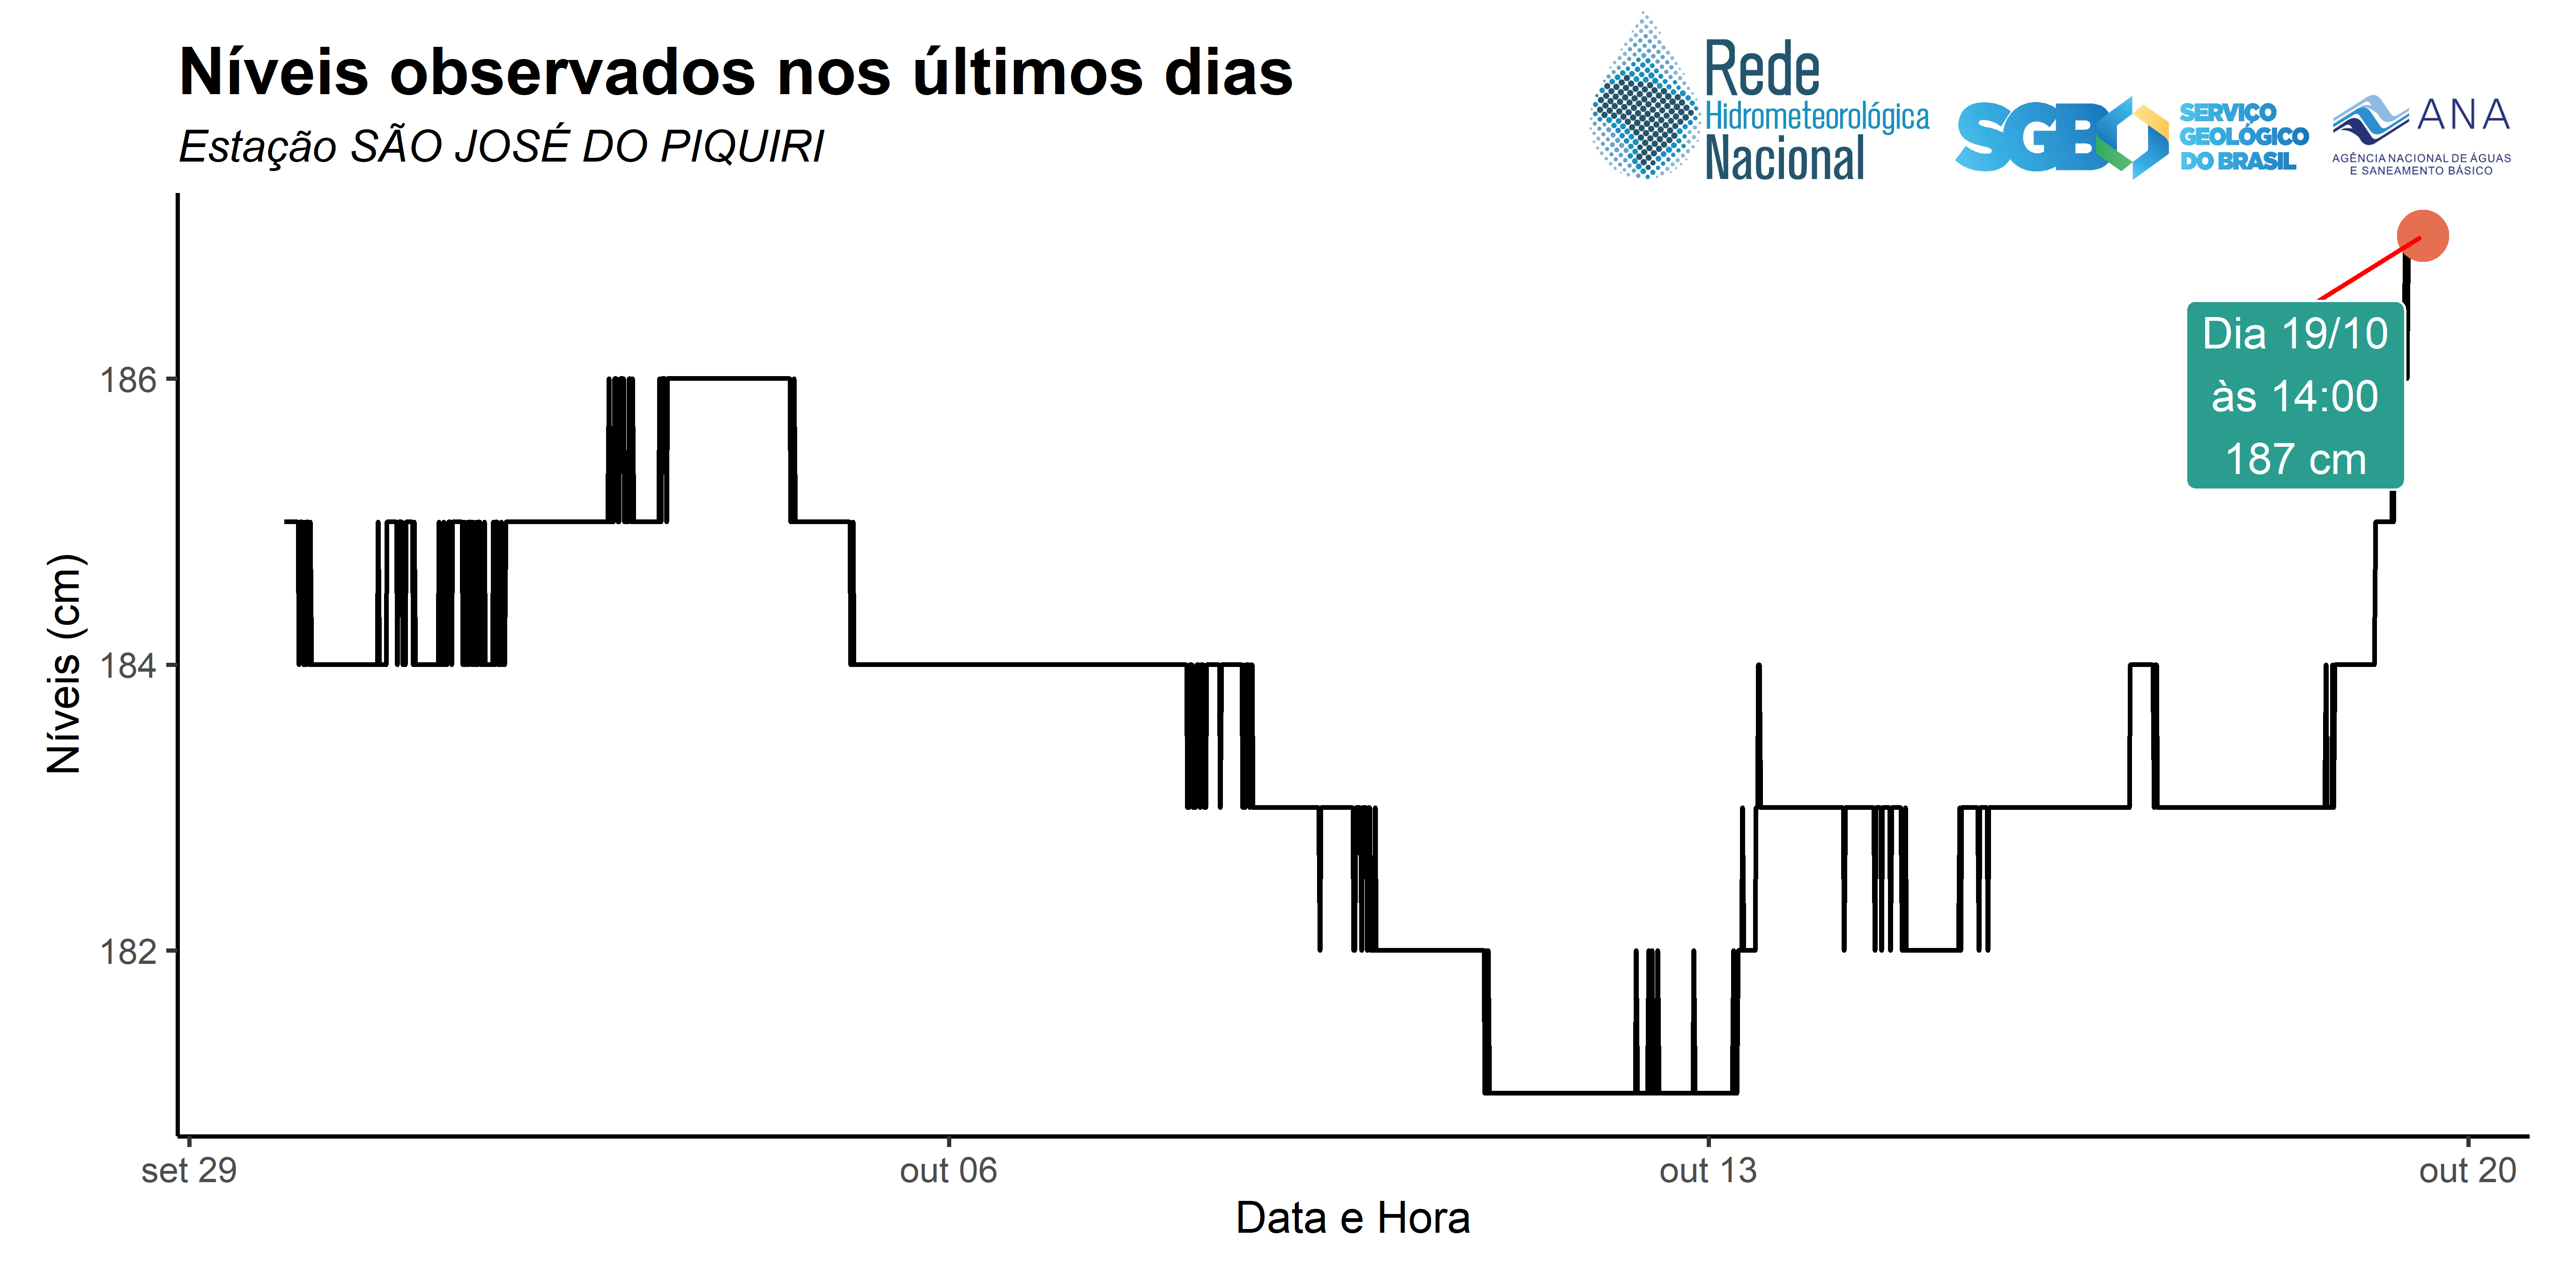 Níveis observados nos últimos dias
Estação SÃO JOSÉ DO PIQUIRI
Rede
Hidrometeorológica
Nacional
SGB
SERVIÇO
GEOLÓGICO
DO BRASIL
ANA
AGÊNCIA NACIONAL DE ÁGUAS
E SANEAMENTO BÁSICO
Dia 19/10
às 14:00
187 cm
Níveis (cm)
186
184
182
set 29
out 06
out 13
out 20
Data e Hora